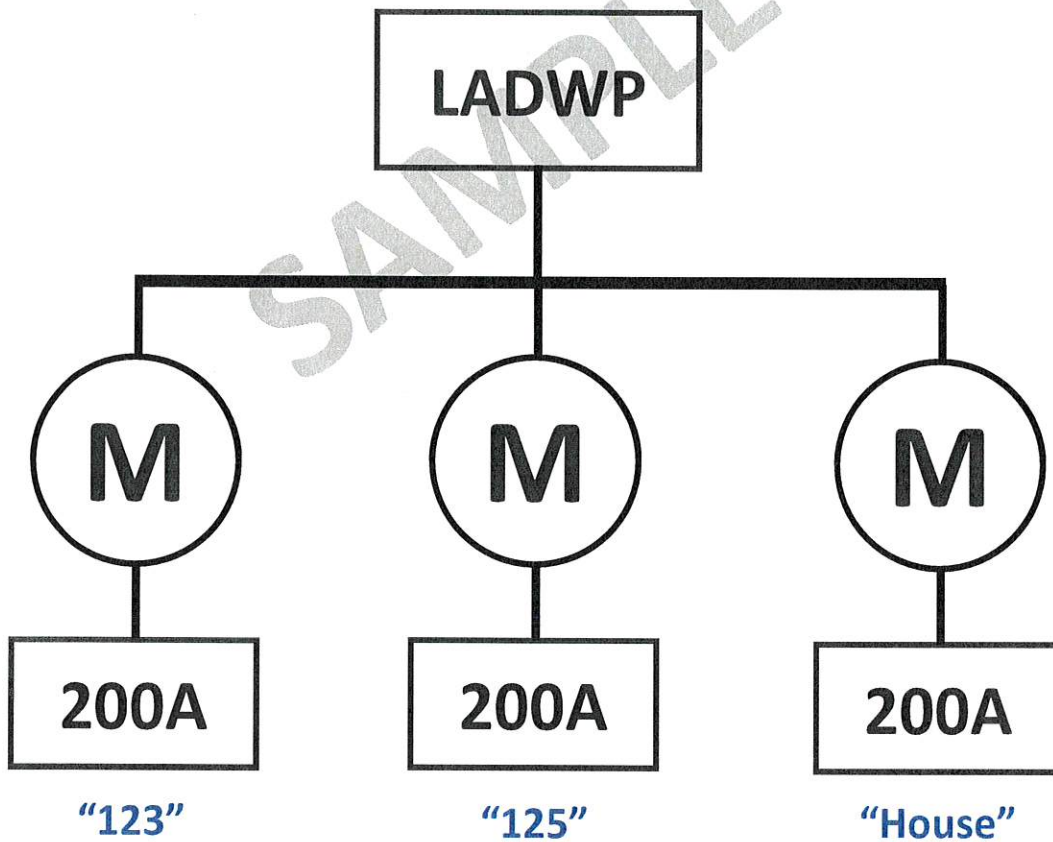 SAMPLE
LADWP
M M M
200A 200A 200A
“123” “125” “House”